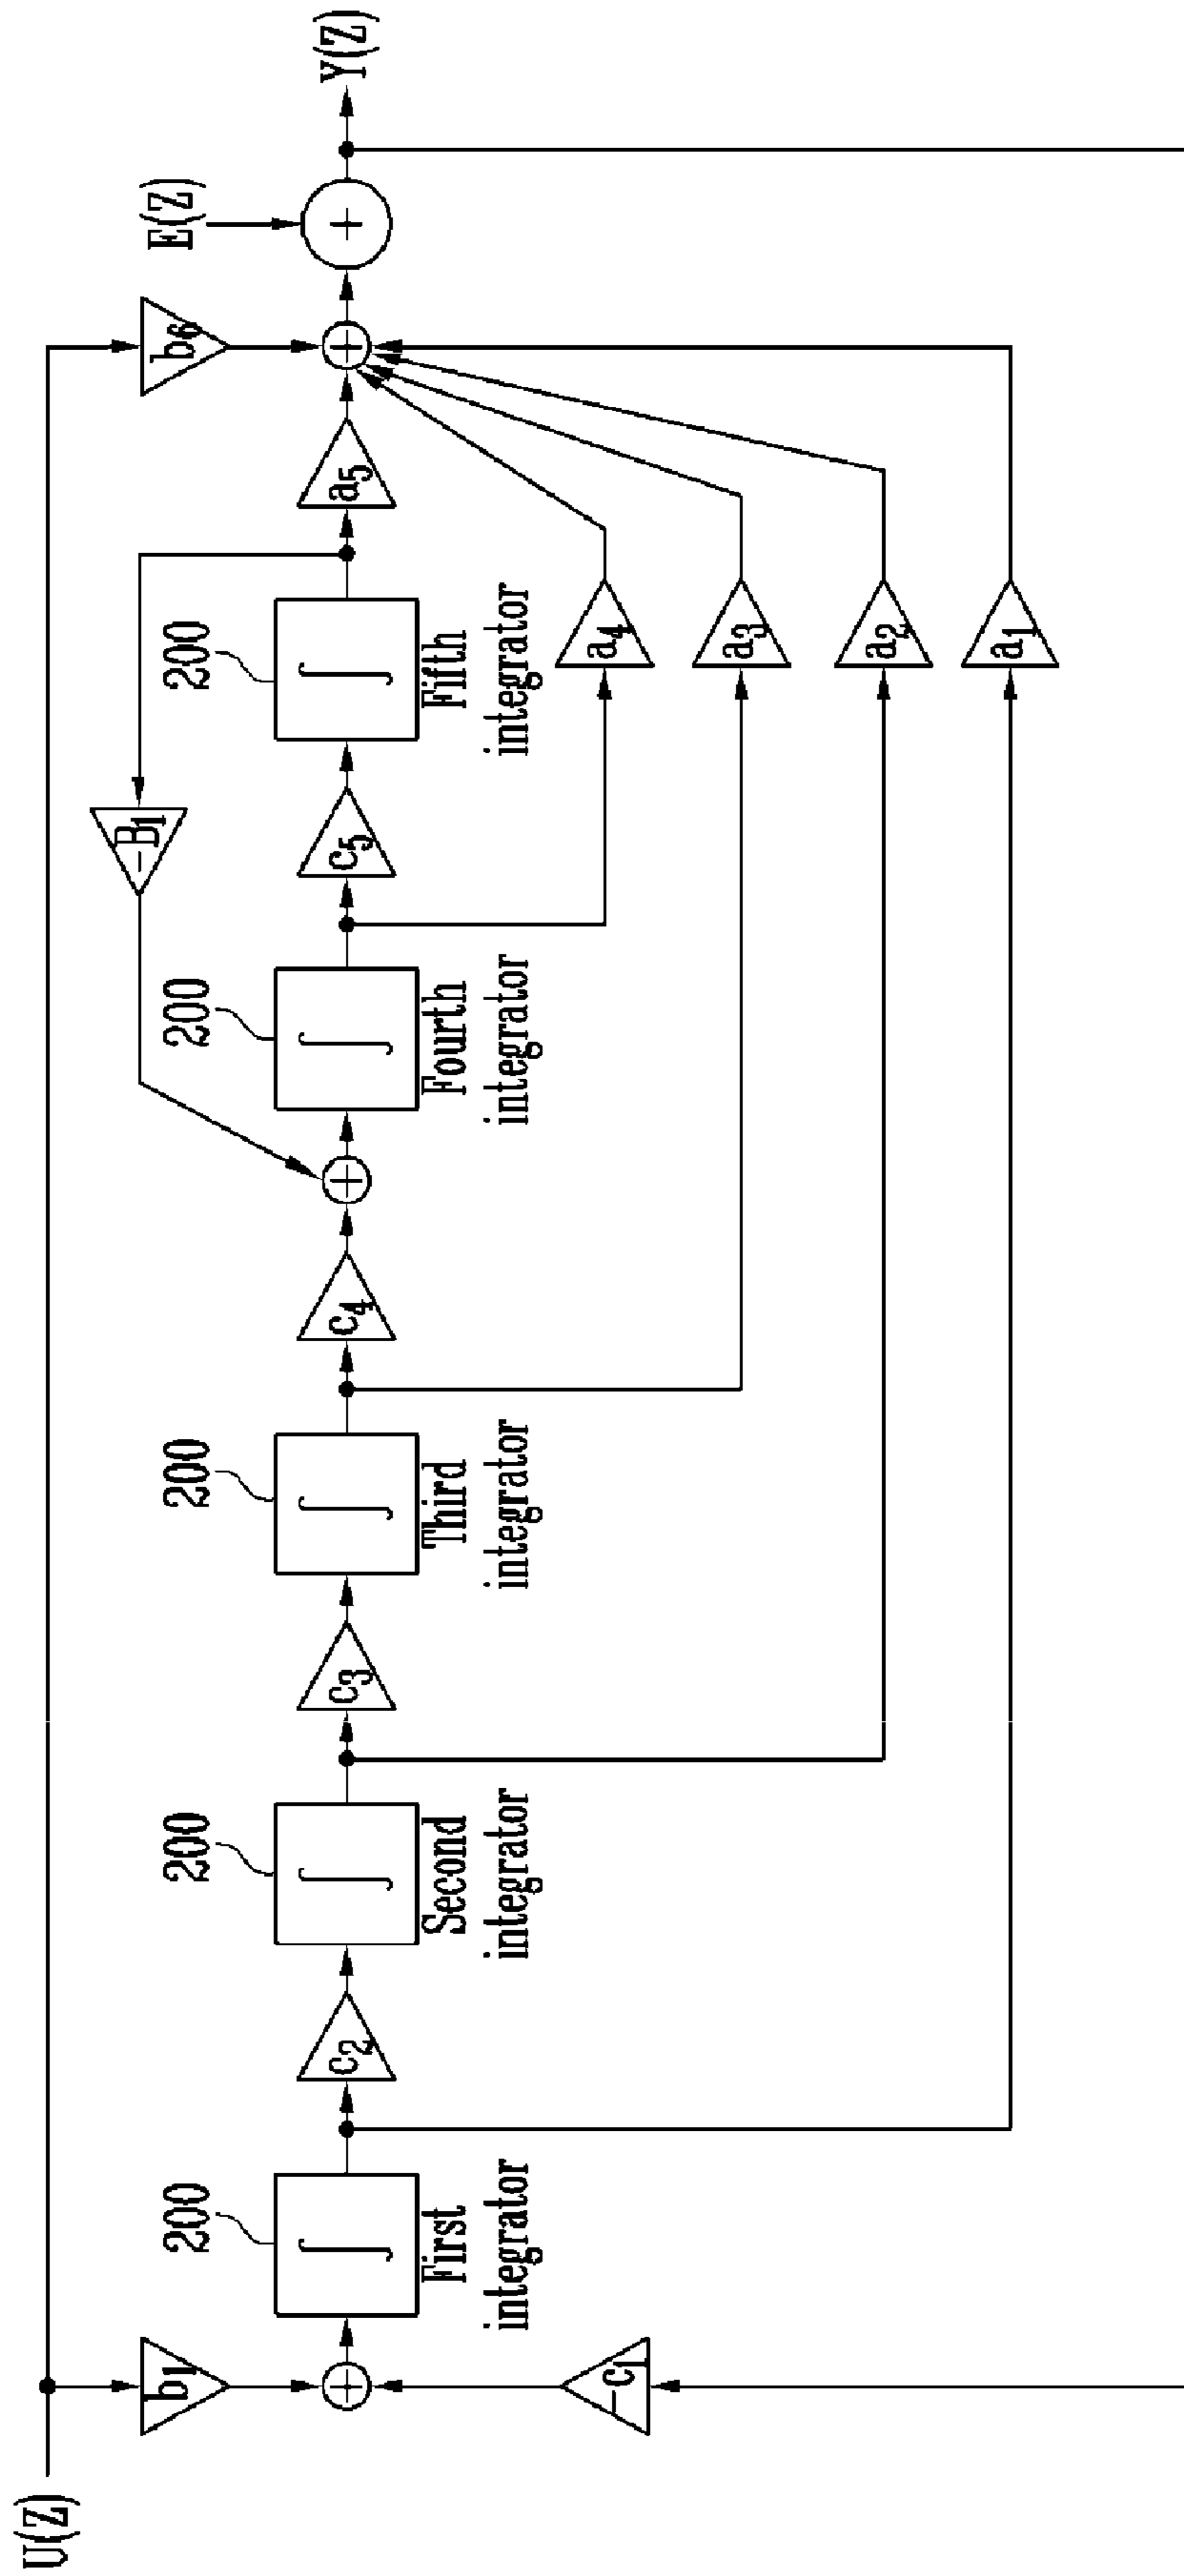 U(Z)
b1
b6
E(Z)
Y(Z)
-B1
200
200
200
200
200
∫
c2
∫
c3
∫
c4
∫
c5
∫
a5
First
integrator
Second
integrator
Third
integrator
Fourth
integrator
Fifth
integrator
a4
a3
a2
a1
-c1